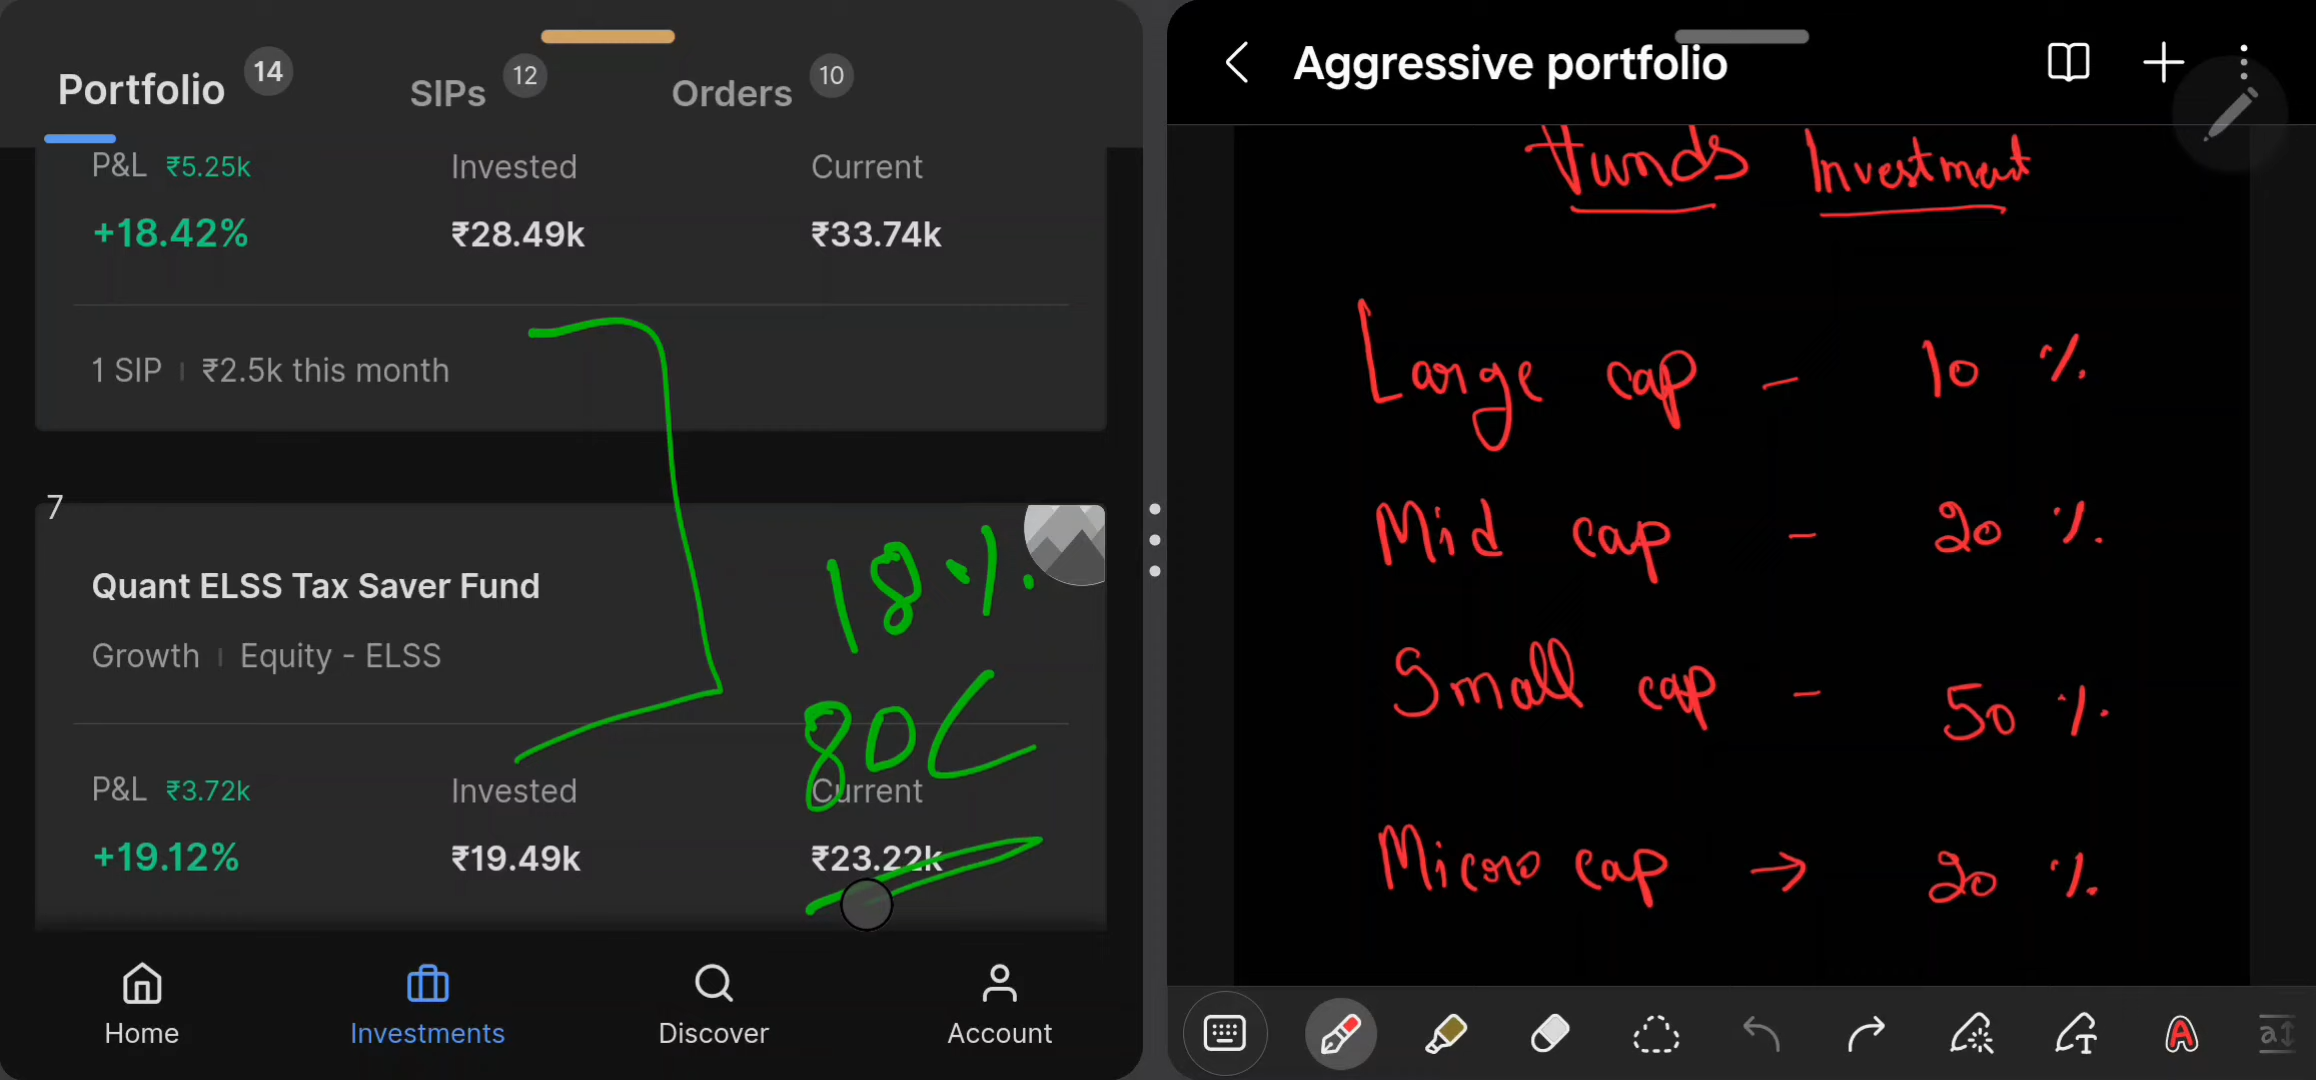 Portfolio 14 SIPs 12 Orders 10
P&L ₹5.25k Invested Current
+18.42% ₹28.49k ₹33.74k
1 SIP | ₹2.5k this month
7
Quant ELSS Tax Saver Fund
Growth | Equity - ELSS
18%.
80C
P&L ₹3.72k Invested Current
+19.12% ₹19.49k ₹23.22k
Home Investments Discover Account
Aggressive portfolio
Funds Investment
Large cap - 10 %.
Mid cap - 20 %.
Small cap - 50 %.
Micro cap → 20 %.
T A a